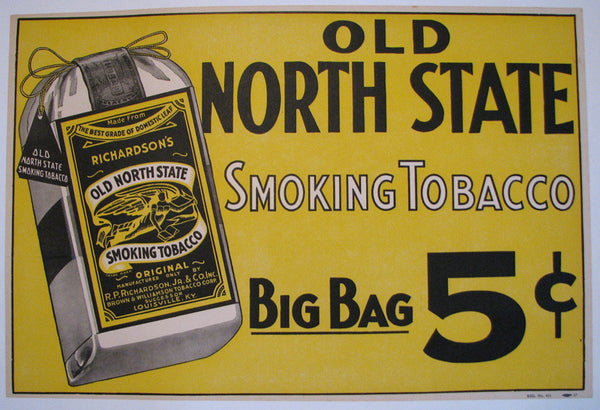 OLD
NORTH STATE
SMOKING TOBACCO
BIG BAG 5¢
OLD
NORTH STATE
SMOKING TOBACCO
Made From
THE BEST GRADE OF DOMESTIC LEAF
RICHARDSON'S
OLD NORTH STATE
SMOKING TOBACCO
ORIGINAL
MANUFACTURED ONLY BY
R.P. RICHARDSON, JR. & CO. INC.
BROWN & WILLIAMSON TOBACCO CORP.
SUCCESSOR
LOUISVILLE, KY.